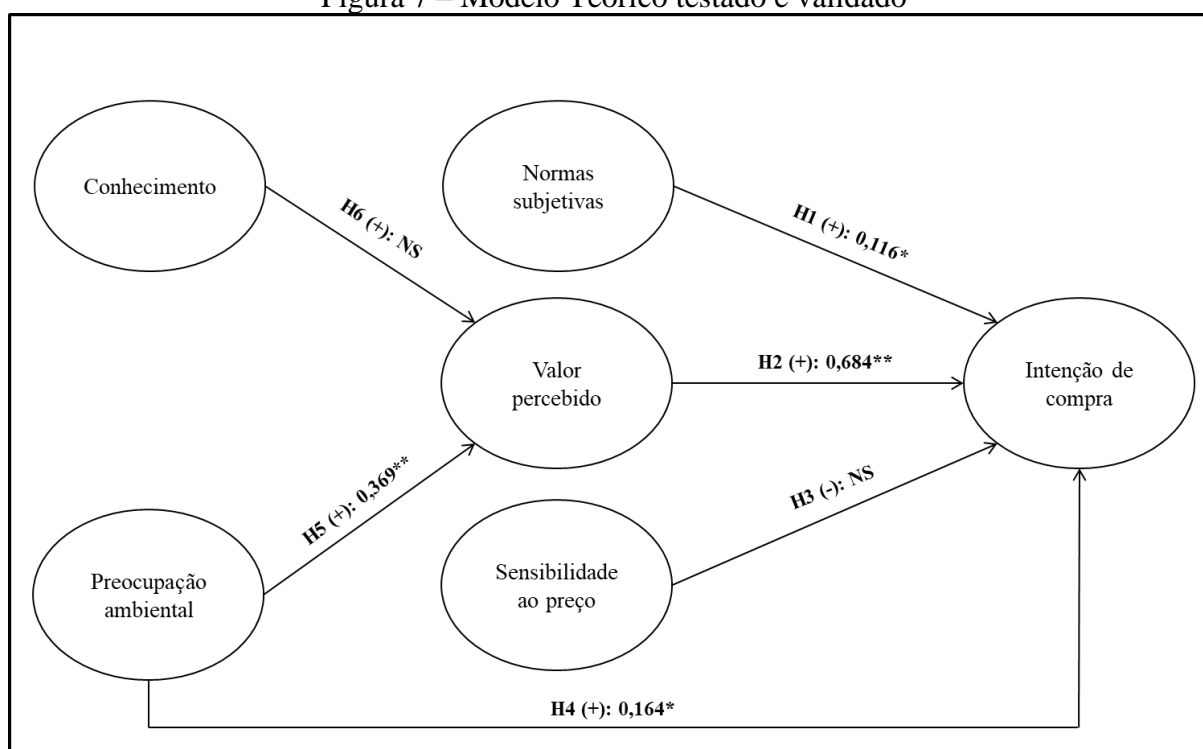 Figura 7 – Modelo Teórico testado e validado
Conhecimento
Normas
subjetivas
H6 (+): NS
H1 (+): 0,116*
Valor
percebido
H2 (+): 0,684**
Intenção de
compra
H5 (+): 0,369**
H3 (-): NS
Preocupação
ambiental
Sensibilidade
ao preço
H4 (+): 0,164*